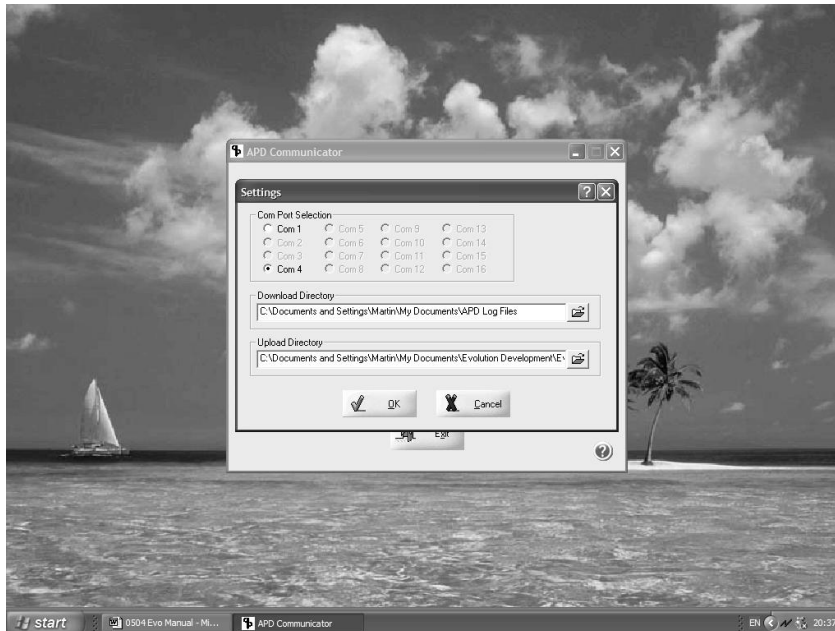 APD Communicator
Settings
Com Port Selection
Com 1 Com 5 Com 9 Com 13
Com 2 Com 6 Com 10 Com 14
Com 3 Com 7 Com 11 Com 15
Com 4 Com 8 Com 12 Com 16
Download Directory
C:\Documents and Settings\Martin\My Documents\APD Log Files
Upload Directory
C:\Documents and Settings\Martin\My Documents\Evolution Development\E
OK Cancel
Exit
start 0504 Evo Manual - Mi... APD Communicator EN 20:37